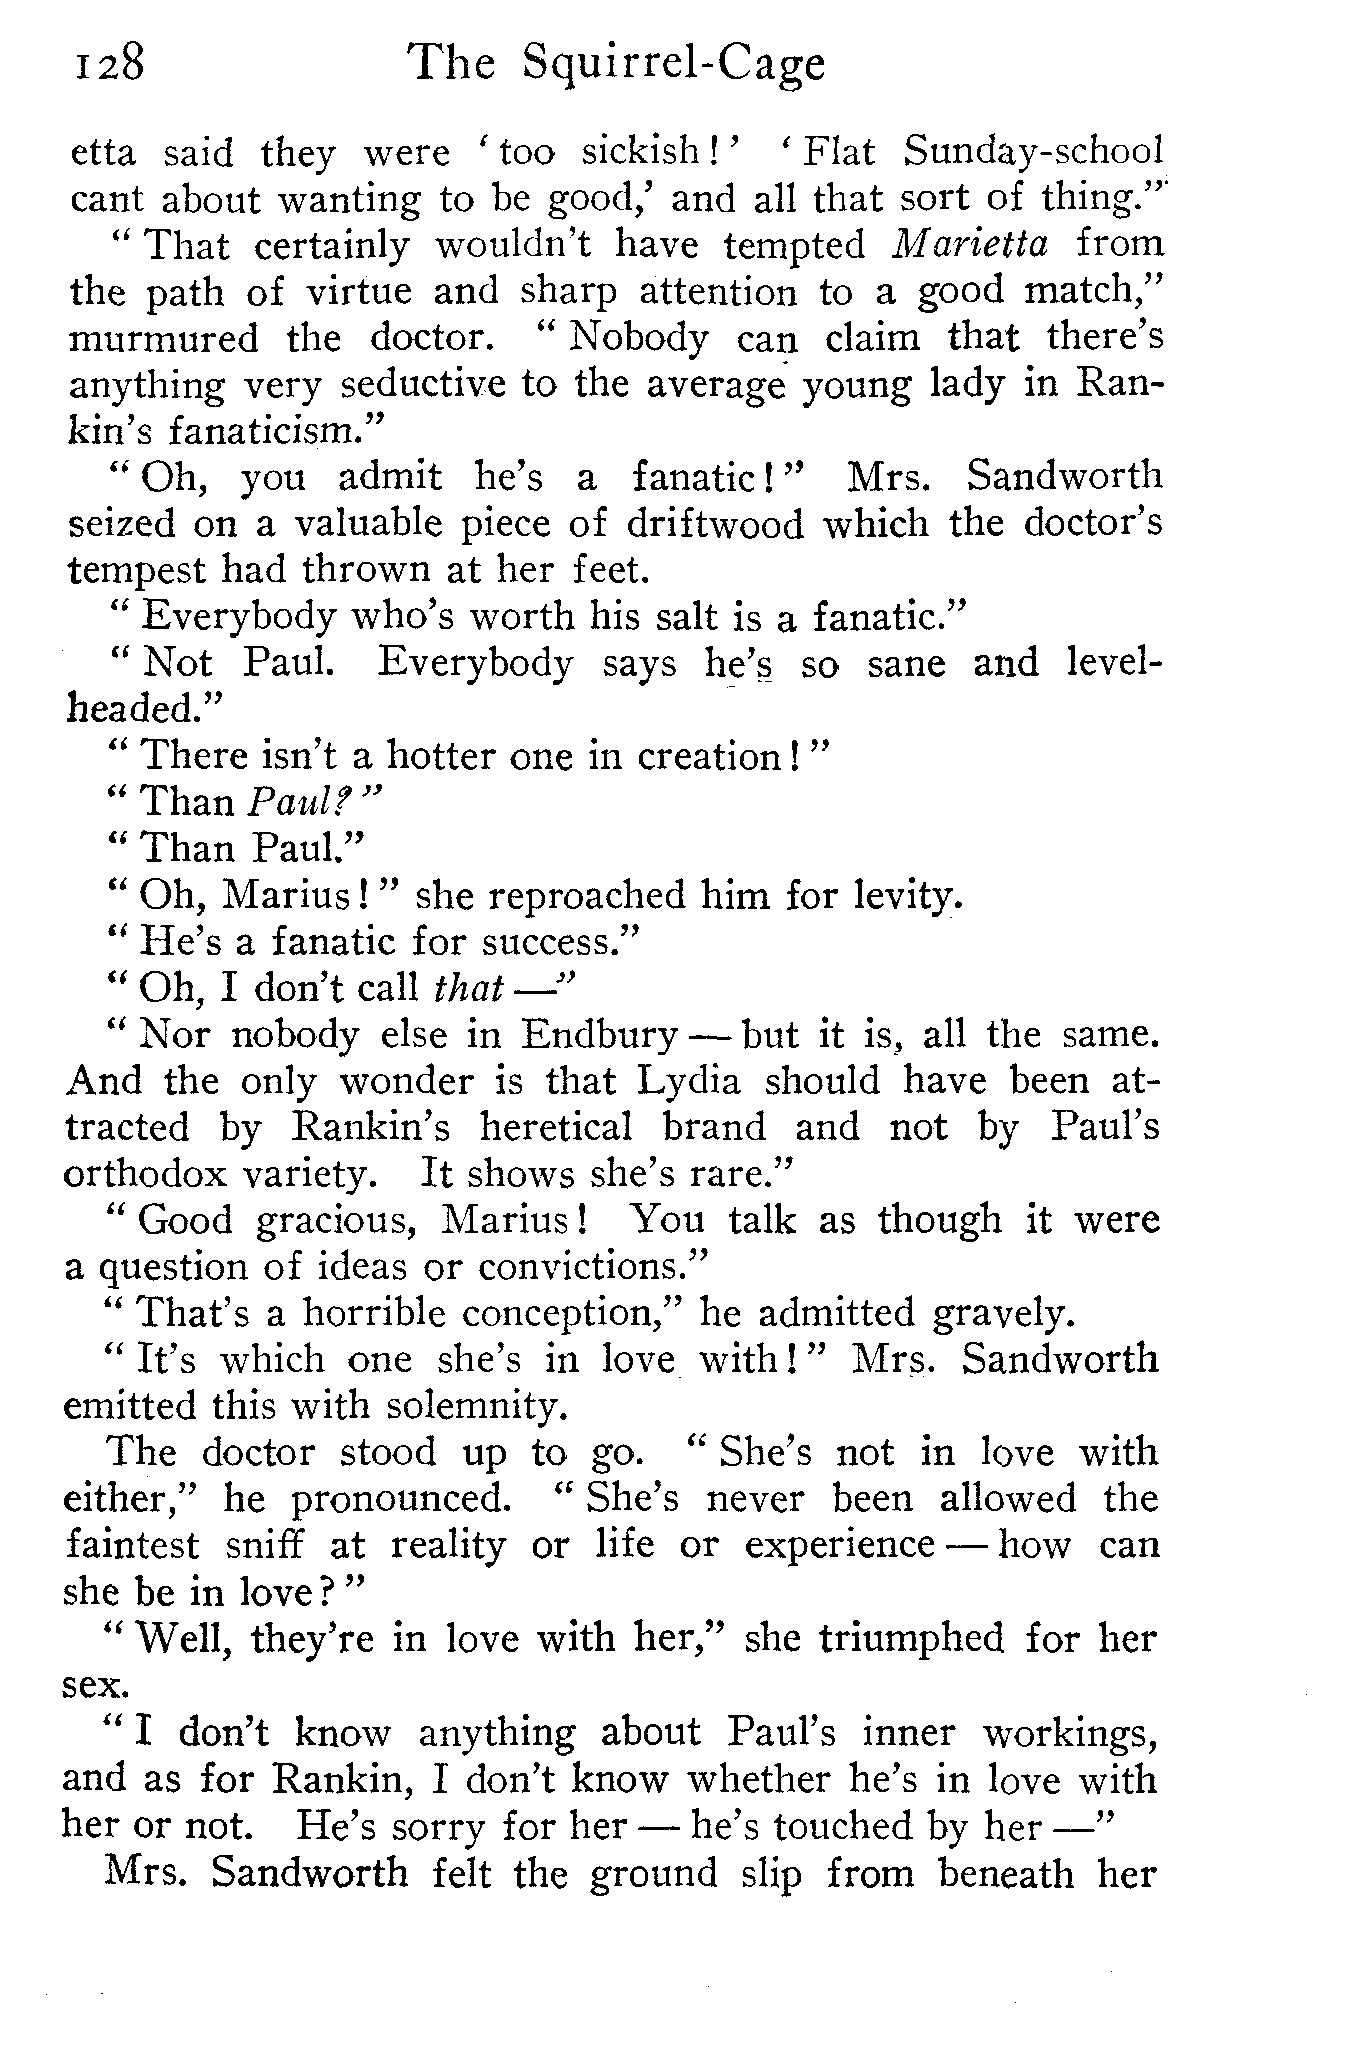 128 The Squirrel-Cage
etta said they were ‘too sickish!’ ‘Flat Sunday-school
cant about wanting to be good,’ and all that sort of thing.”
“That certainly wouldn’t have tempted Marietta from
the path of virtue and sharp attention to a good match,”
murmured the doctor. “Nobody can claim that there’s
anything very seductive to the average young lady in Ran-
kin’s fanaticism.”
“Oh, you admit he’s a fanatic!” Mrs. Sandworth
seized on a valuable piece of driftwood which the doctor’s
tempest had thrown at her feet.
“Everybody who’s worth his salt is a fanatic.”
“Not Paul. Everybody says he’s so sane and level-
headed.”
“There isn’t a hotter one in creation!”
“Than Paul?”
“Than Paul.”
“Oh, Marius!” she reproached him for levity.
“He’s a fanatic for success.”
“Oh, I don’t call that—”
“Nor nobody else in Endbury—but it is, all the same.
And the only wonder is that Lydia should have been at-
tracted by Rankin’s heretical brand and not by Paul’s
orthodox variety. It shows she’s rare.”
“Good gracious, Marius! You talk as though it were
a question of ideas or convictions.”
“That’s a horrible conception,” he admitted gravely.
“It’s which one she’s in love with!” Mrs. Sandworth
emitted this with solemnity.
The doctor stood up to go. “She’s not in love with
either,” he pronounced. “She’s never been allowed the
faintest sniff at reality or life or experience—how can
she be in love?”
“Well, they’re in love with her,” she triumphed for her
sex.
“I don’t know anything about Paul’s inner workings,
and as for Rankin, I don’t know whether he’s in love with
her or not. He’s sorry for her—he’s touched by her—”
Mrs. Sandworth felt the ground slip from beneath her